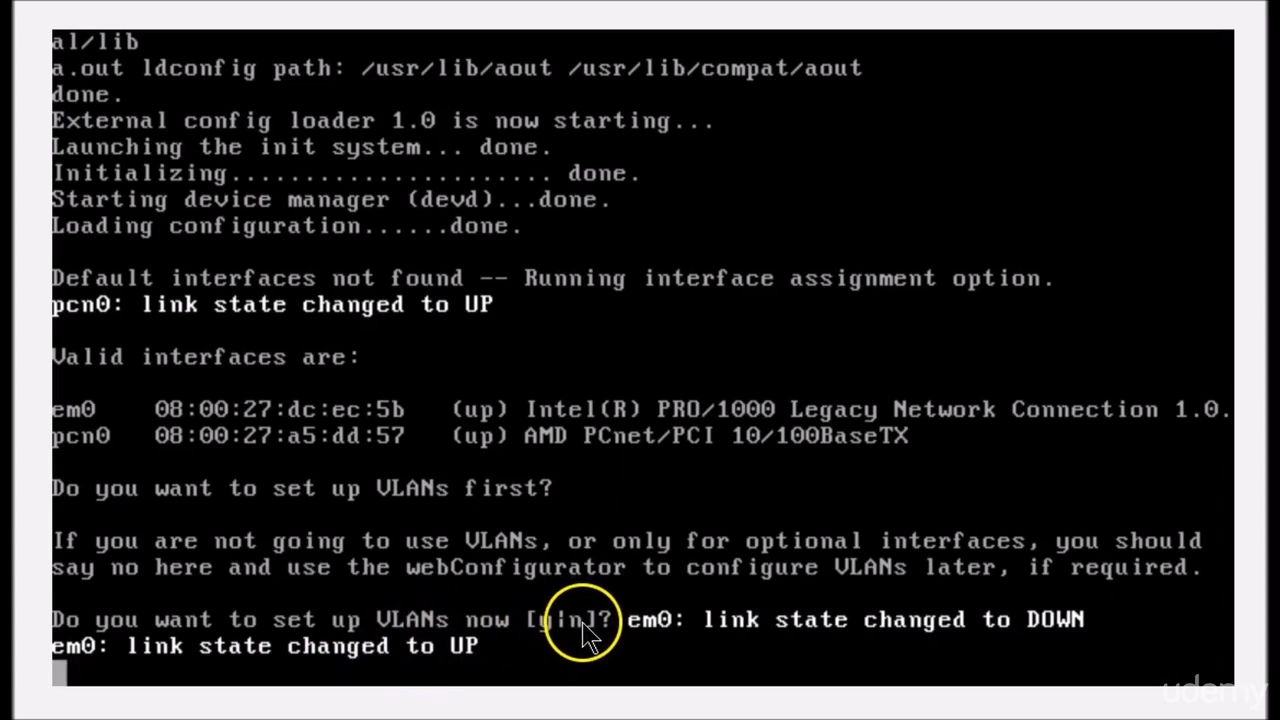 al/lib
a.out ldconfig path: /usr/lib/aout /usr/lib/compat/aout
done.
External config loader 1.0 is now starting...
Launching the init system... done.
Initializing...................... done.
Starting device manager (devd)...done.
Loading configuration......done.
Default interfaces not found -- Running interface assignment option.
pcn0: link state changed to UP
Valid interfaces are:
em0 08:00:27:dc:ec:5b (up) Intel(R) PRO/1000 Legacy Network Connection 1.0.
pcn0 08:00:27:a5:dd:57 (up) AMD PCnet/PCI 10/100BaseTX
Do you want to set up VLANs first?
If you are not going to use VLANs, or only for optional interfaces, you should
say no here and use the webConfigurator to configure VLANs later, if required.
Do you want to set up VLANs now [y|n]? em0: link state changed to DOWN
em0: link state changed to UP
udemy